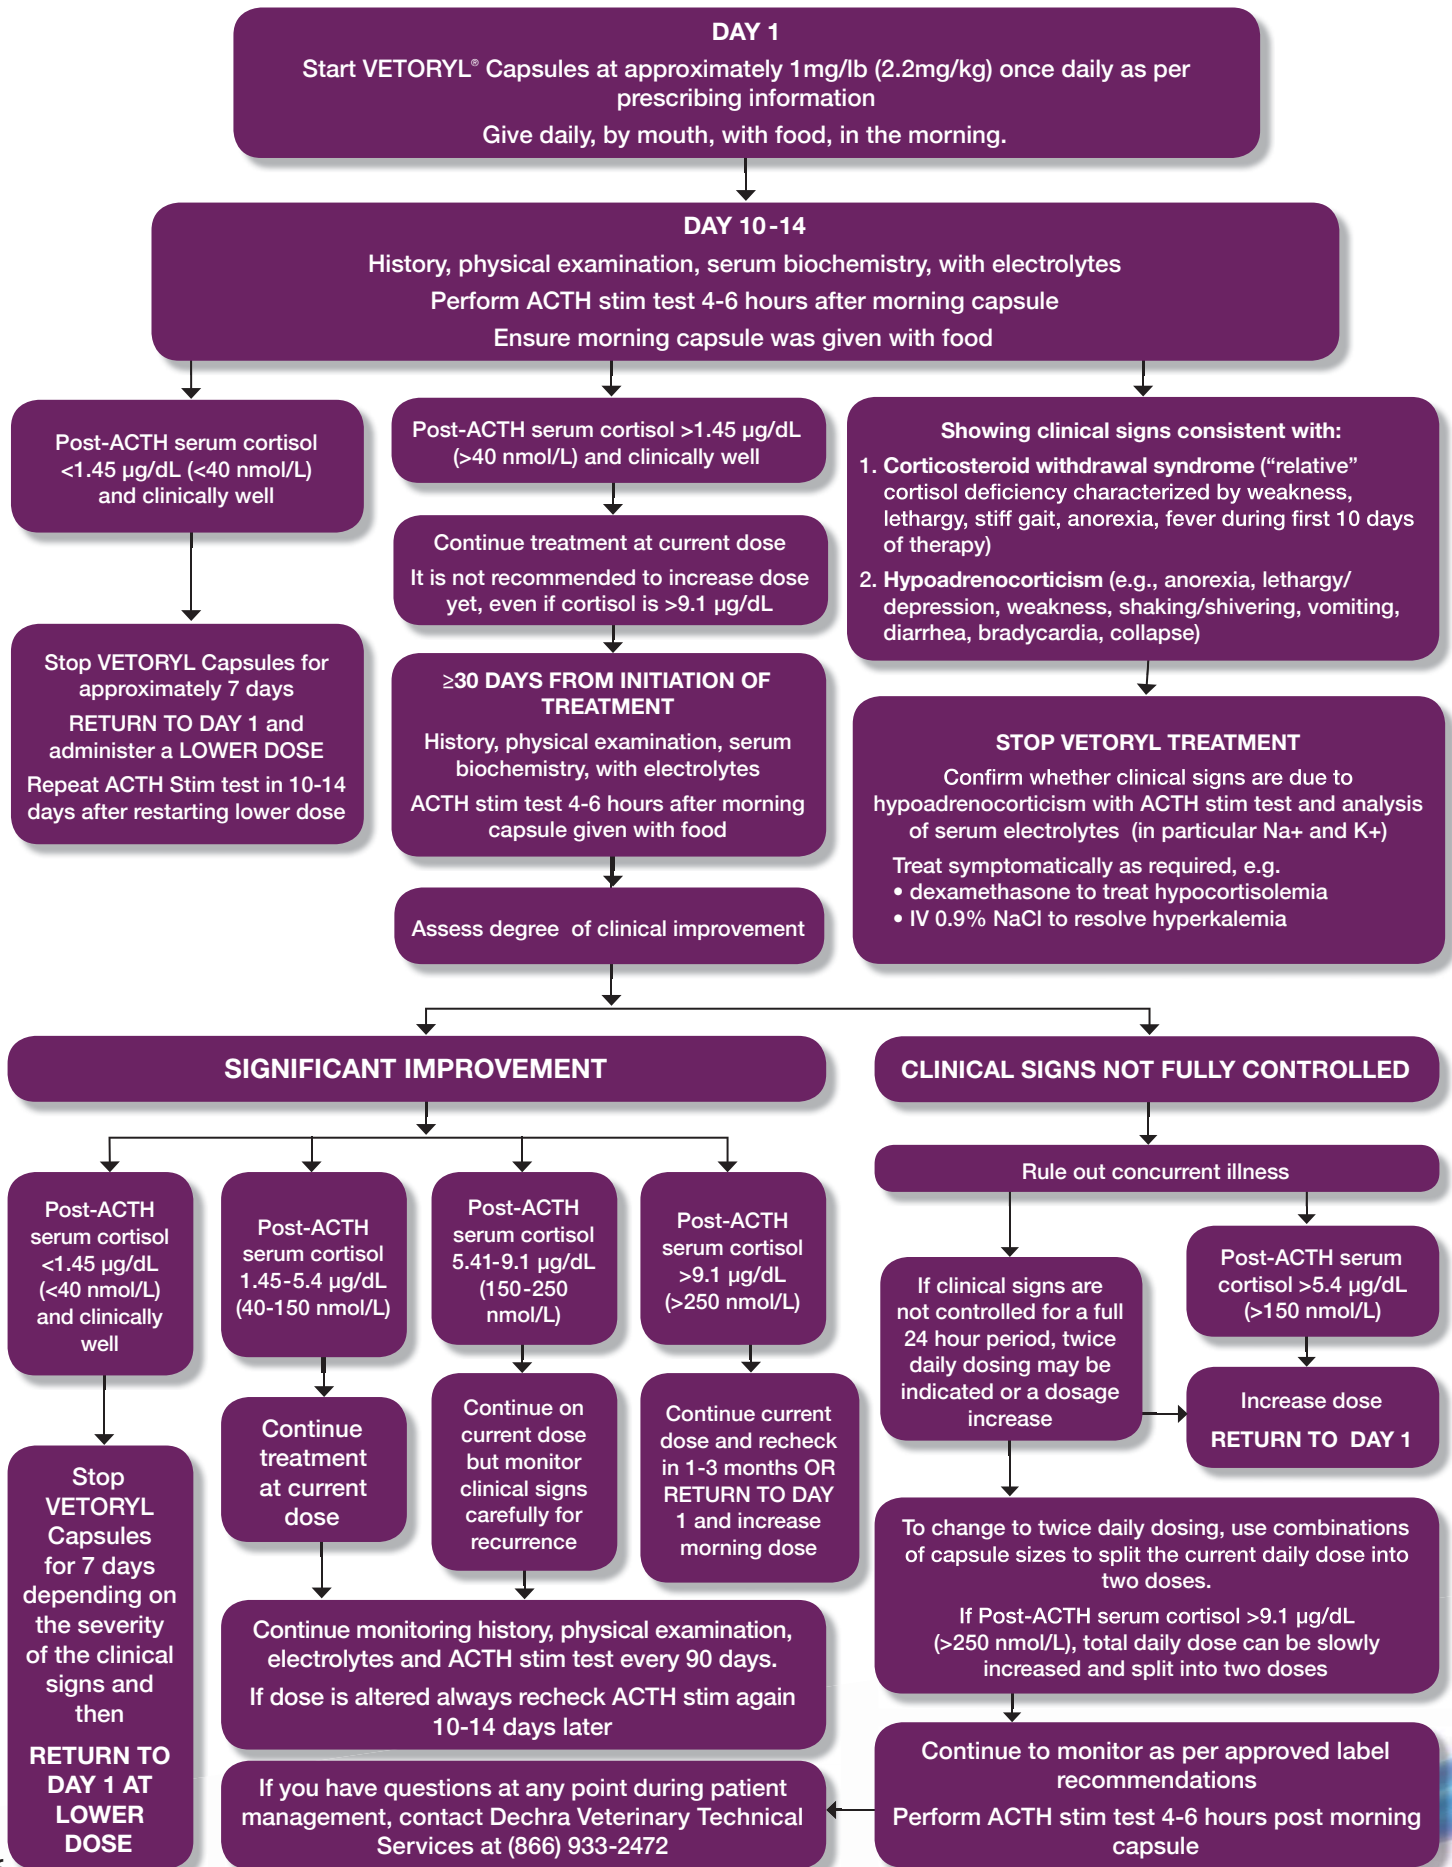 DAY 1
Start VETORYL® Capsules at approximately 1mg/lb (2.2mg/kg) once daily as per
prescribing information
Give daily, by mouth, with food, in the morning.
DAY 10-14
History, physical examination, serum biochemistry, with electrolytes
Perform ACTH stim test 4-6 hours after morning capsule
Ensure morning capsule was given with food
Post-ACTH serum cortisol
<1.45 µg/dL (<40 nmol/L)
and clinically well
Stop VETORYL Capsules for
approximately 7 days
RETURN TO DAY 1 and
administer a LOWER DOSE
Repeat ACTH Stim test in 10-14
days after restarting lower dose
Post-ACTH serum cortisol >1.45 µg/dL
(>40 nmol/L) and clinically well
Continue treatment at current dose
It is not recommended to increase dose
yet, even if cortisol is >9.1 µg/dL
≥30 DAYS FROM INITIATION OF
TREATMENT
History, physical examination, serum
biochemistry, with electrolytes
ACTH stim test 4-6 hours after morning
capsule given with food
Assess degree of clinical improvement
Showing clinical signs consistent with:
1. Corticosteroid withdrawal syndrome (“relative”
cortisol deficiency characterized by weakness,
lethargy, stiff gait, anorexia, fever during first 10 days
of therapy)
2. Hypoadrenocorticism (e.g., anorexia, lethargy/
depression, weakness, shaking/shivering, vomiting,
diarrhea, bradycardia, collapse)
STOP VETORYL TREATMENT
Confirm whether clinical signs are due to
hypoadrenocorticism with ACTH stim test and analysis
of serum electrolytes (in particular Na+ and K+)
Treat symptomatically as required, e.g.
• dexamethasone to treat hypocortisolemia
• IV 0.9% NaCl to resolve hyperkalemia
SIGNIFICANT IMPROVEMENT
Post-ACTH
serum cortisol
<1.45 µg/dL
(<40 nmol/L)
and clinically
well
Stop
VETORYL
Capsules
for 7 days
depending on
the severity
of the clinical
signs and
then
RETURN TO
DAY 1 AT
LOWER
DOSE
Post-ACTH
serum cortisol
1.45-5.4 µg/dL
(40-150 nmol/L)
Continue
treatment
at current
dose
Post-ACTH
serum cortisol
5.41-9.1 µg/dL
(150-250
nmol/L)
Continue on
current dose
but monitor
clinical signs
carefully for
recurrence
Post-ACTH
serum cortisol
>9.1 µg/dL
(>250 nmol/L)
Continue current
dose and recheck
in 1-3 months OR
RETURN TO DAY
1 and increase
morning dose
Continue monitoring history, physical examination,
electrolytes and ACTH stim test every 90 days.
If dose is altered always recheck ACTH stim again
10-14 days later
CLINICAL SIGNS NOT FULLY CONTROLLED
Rule out concurrent illness
If clinical signs are
not controlled for a full
24 hour period, twice
daily dosing may be
indicated or a dosage
increase
Post-ACTH serum
cortisol >5.4 µg/dL
(>150 nmol/L)
Increase dose
RETURN TO DAY 1
To change to twice daily dosing, use combinations
of capsule sizes to split the current daily dose into
two doses.
If Post-ACTH serum cortisol >9.1 µg/dL
(>250 nmol/L), total daily dose can be slowly
increased and split into two doses
Continue to monitor as per approved label
recommendations
Perform ACTH stim test 4-6 hours post morning
capsule
If you have questions at any point during patient
management, contact Dechra Veterinary Technical
Services at (866) 933-2472